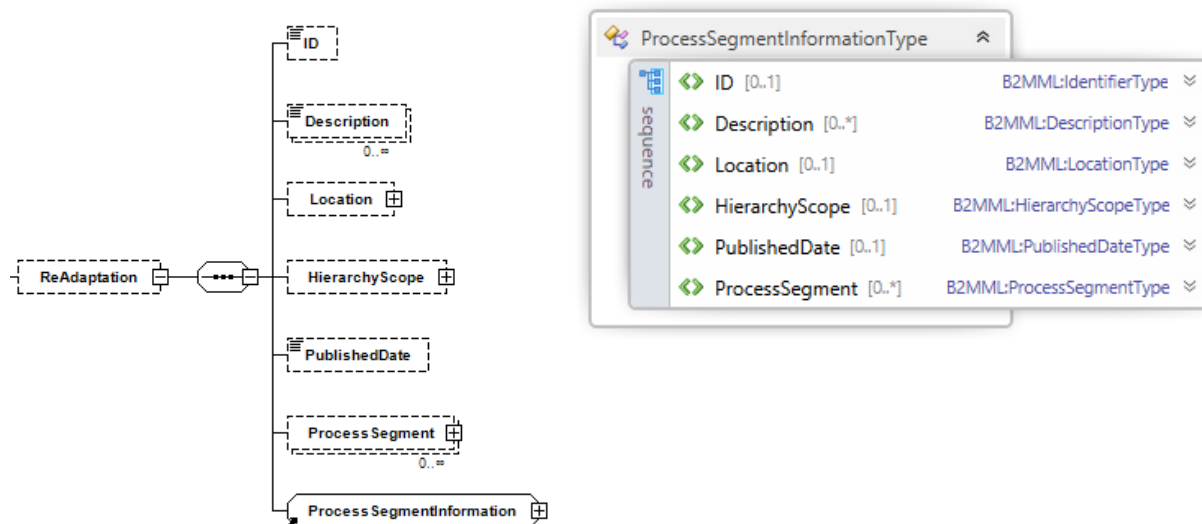 ID
Description
0..∞
Location
ReAdaptation
HierarchyScope
PublishedDate
ProcessSegment
0..∞
ProcessSegmentInformation
ProcessSegmentInformationType
sequence
ID [0..1] B2MML:IdentifierType
Description [0..*] B2MML:DescriptionType
Location [0..1] B2MML:LocationType
HierarchyScope [0..1] B2MML:HierarchyScopeType
PublishedDate [0..1] B2MML:PublishedDateType
ProcessSegment [0..*] B2MML:ProcessSegmentType